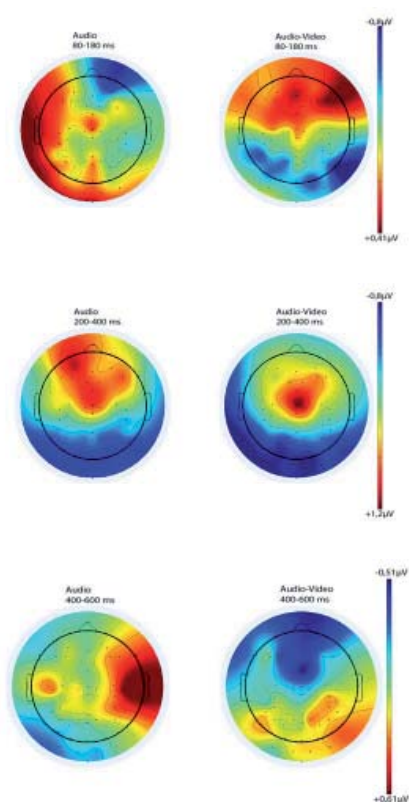 Audio
80-180 ms
Audio-Video
80-180 ms
-0,8µV
+0,41µV
Audio
200-400 ms
Audio-Video
200-400 ms
-0,8µV
+1,2µV
Audio
400-600 ms
Audio-Video
400-600 ms
-0,51µV
+0,61µV